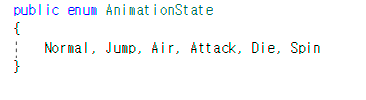 public enum AnimationState
{
Normal, Jump, Air, Attack, Die, Spin
}